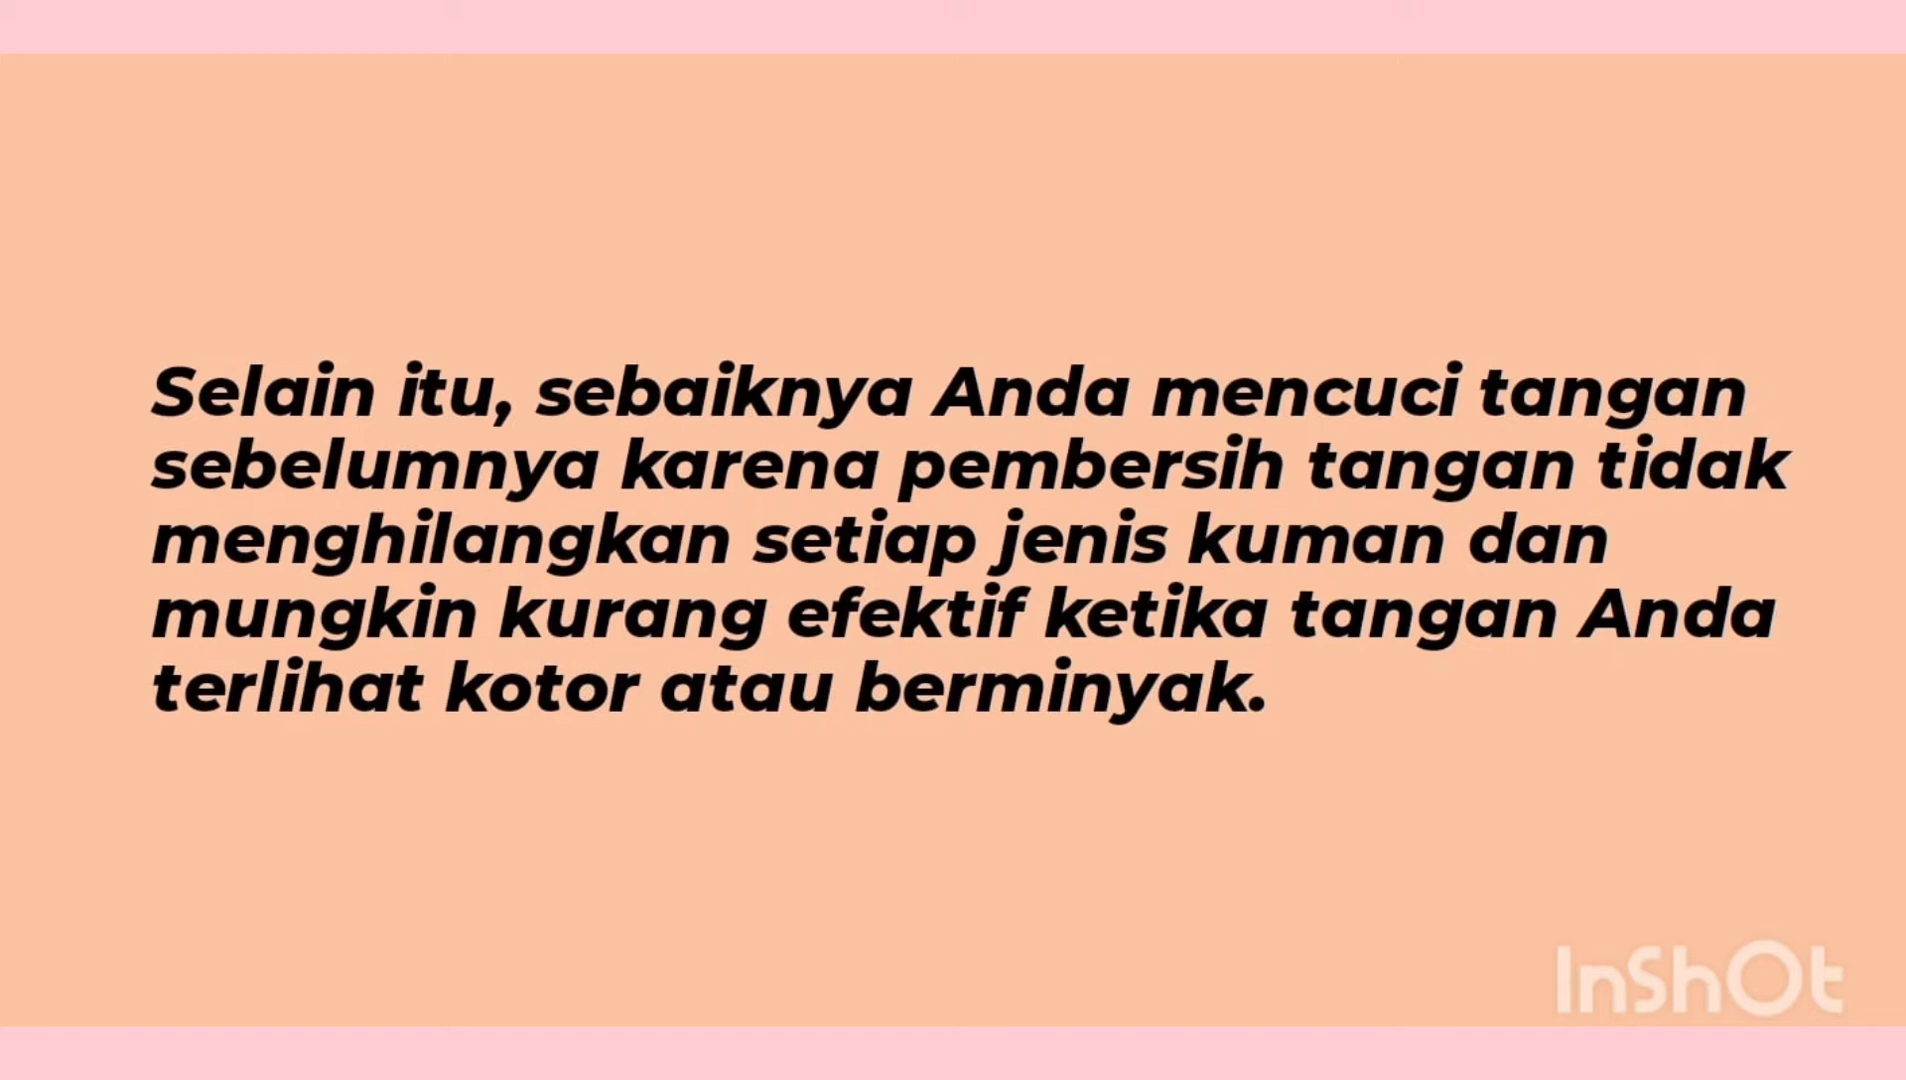 Selain itu, sebaiknya Anda mencuci tangan
sebelumnya karena pembersih tangan tidak
menghilangkan setiap jenis kuman dan
mungkin kurang efektif ketika tangan Anda
terlihat kotor atau berminyak.
InShOt